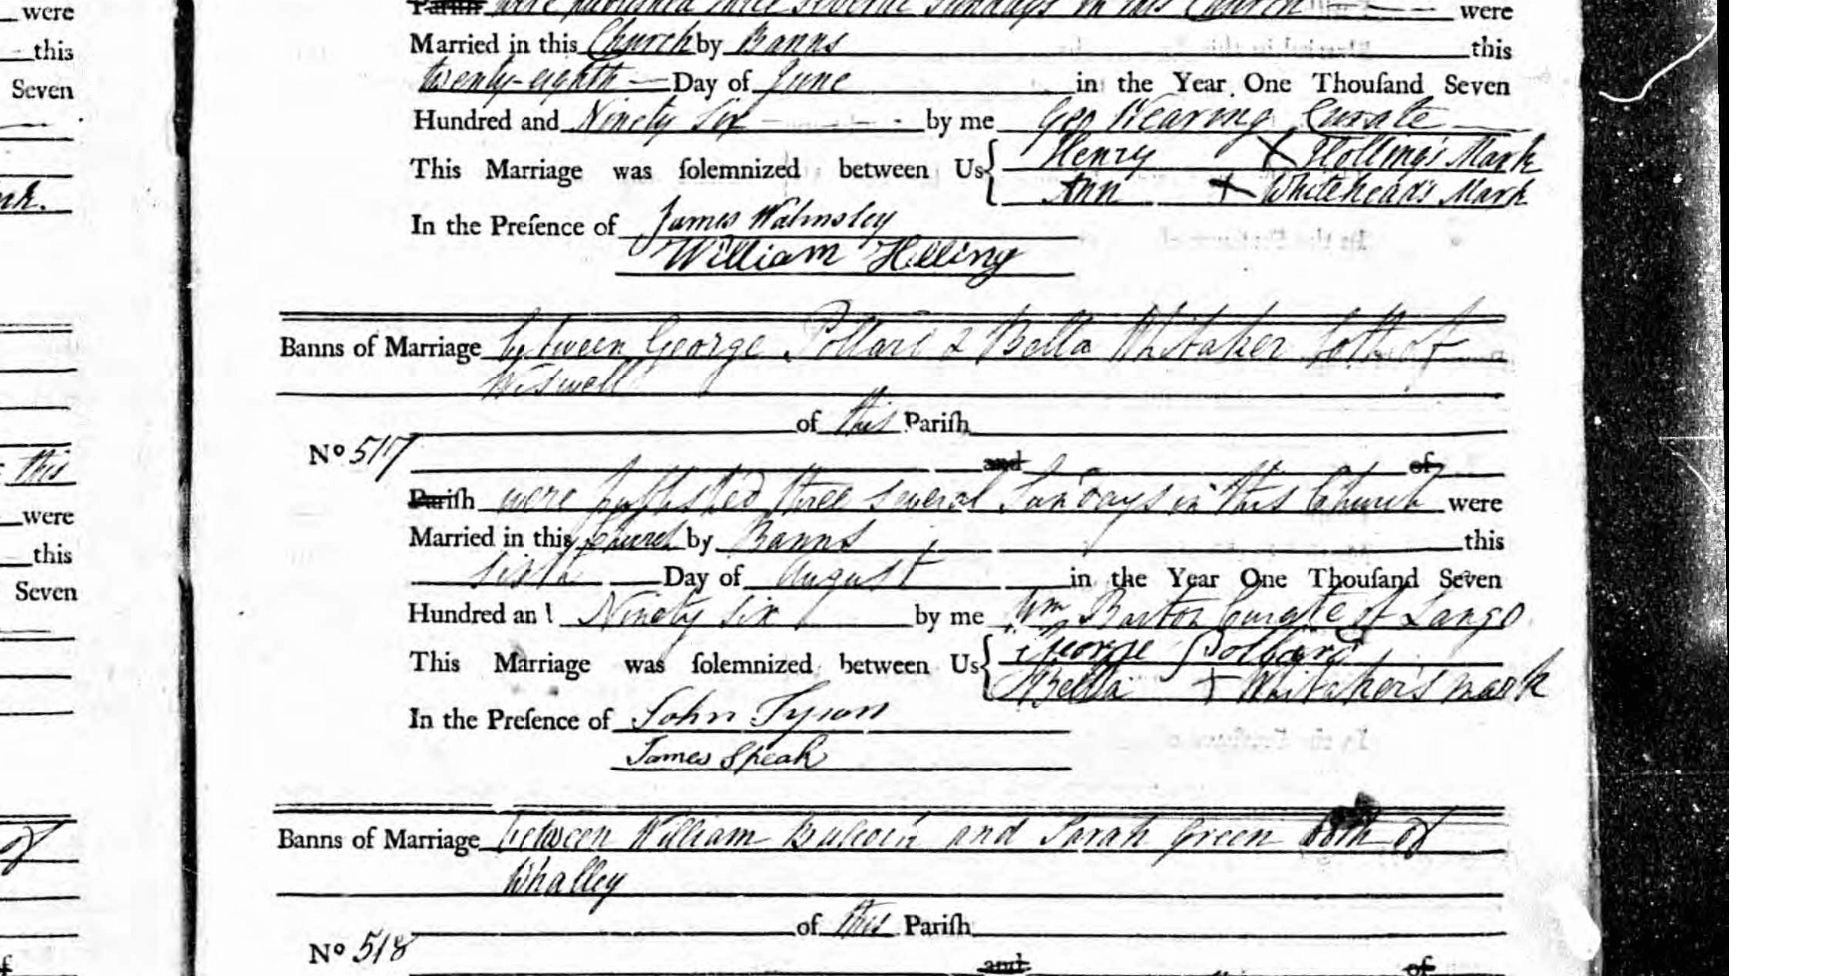 were
this
Seven
Parish were published three several Sundays in this Church were
Married in this Church by Banns this
twenty-eighth Day of June in the Year One Thouſand Seven
Hundred and Ninety Six by me Geo Wearing Curate
This Marriage was ſolemnized between Us Henry X Holling's Mark
Ann X Whitehead's Mark
In the Preſence of James Walmsley
William Helling
Banns of Marriage between George Pollard & Bella Whitaker both of
Wiswell
of this Pariſh
No 517
and of
Pariſh were published three several Sundays in this Church were
Married in this Church by Banns this
sixth Day of August in the Year One Thouſand Seven
Hundred an Ninety six by me Wm Barton Curate of Lango
This Marriage was ſolemnized between Us George Pollard
Bella + Whitaker's mark
In the Preſence of John Tyson
James Speak
Banns of Marriage between William and Sarah Green both of
Whalley
of this Pariſh
No 518
and of
this
were
this
Seven
of